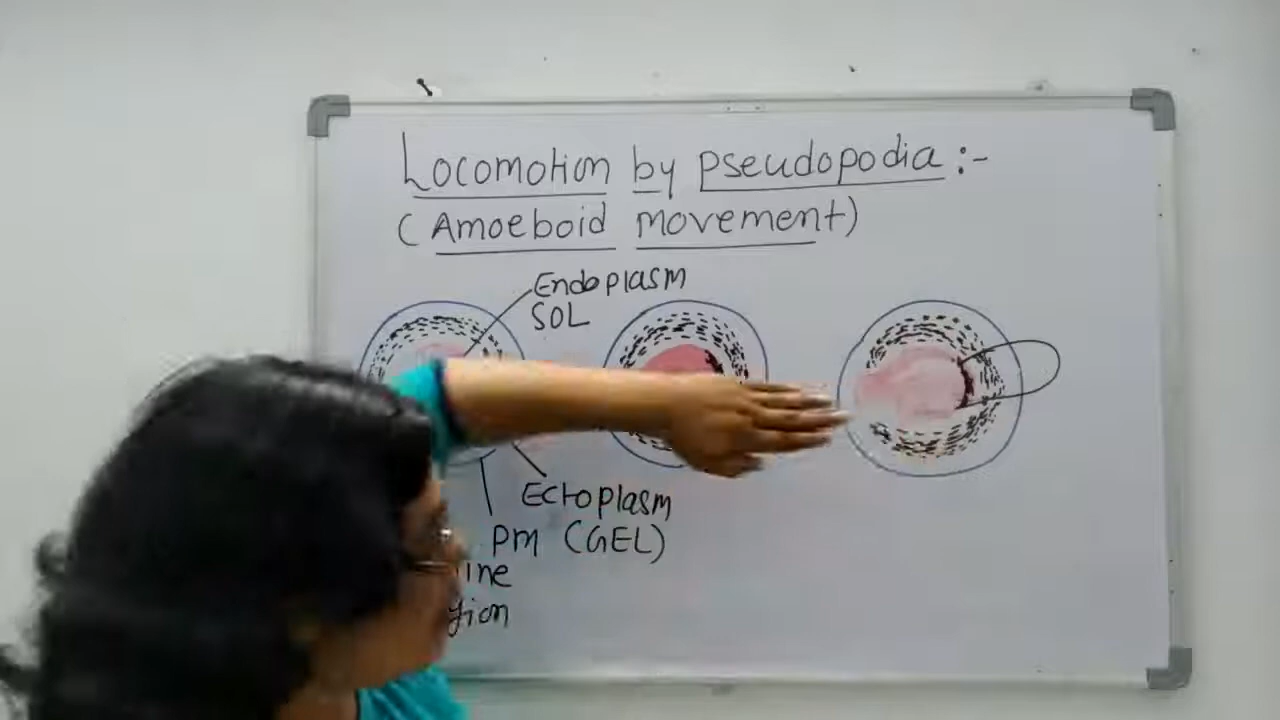 Locomotion by pseudopodia :-
(Amoeboid movement)
Endoplasm
SOL
Ectoplasm
PM (GEL)